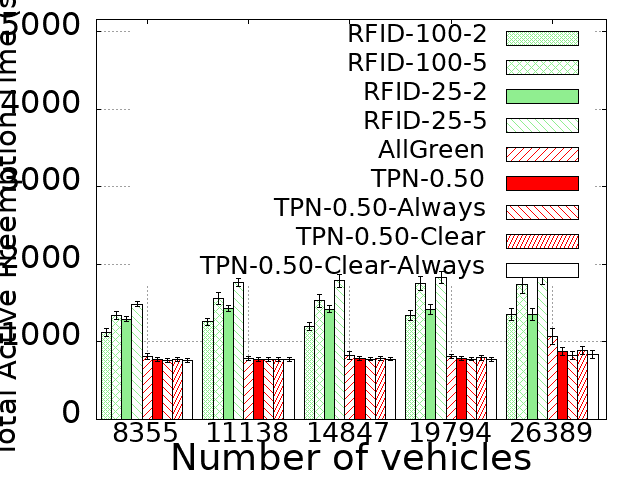 Total Active Preemption Time (s
5000
4000
3000
2000
1000
0
RFID-100-2
RFID-100-5
RFID-25-2
RFID-25-5
AllGreen
TPN-0.50
TPN-0.50-Always
TPN-0.50-Clear
TPN-0.50-Clear-Always
8355 11138 14847 19794 26389
Number of vehicles